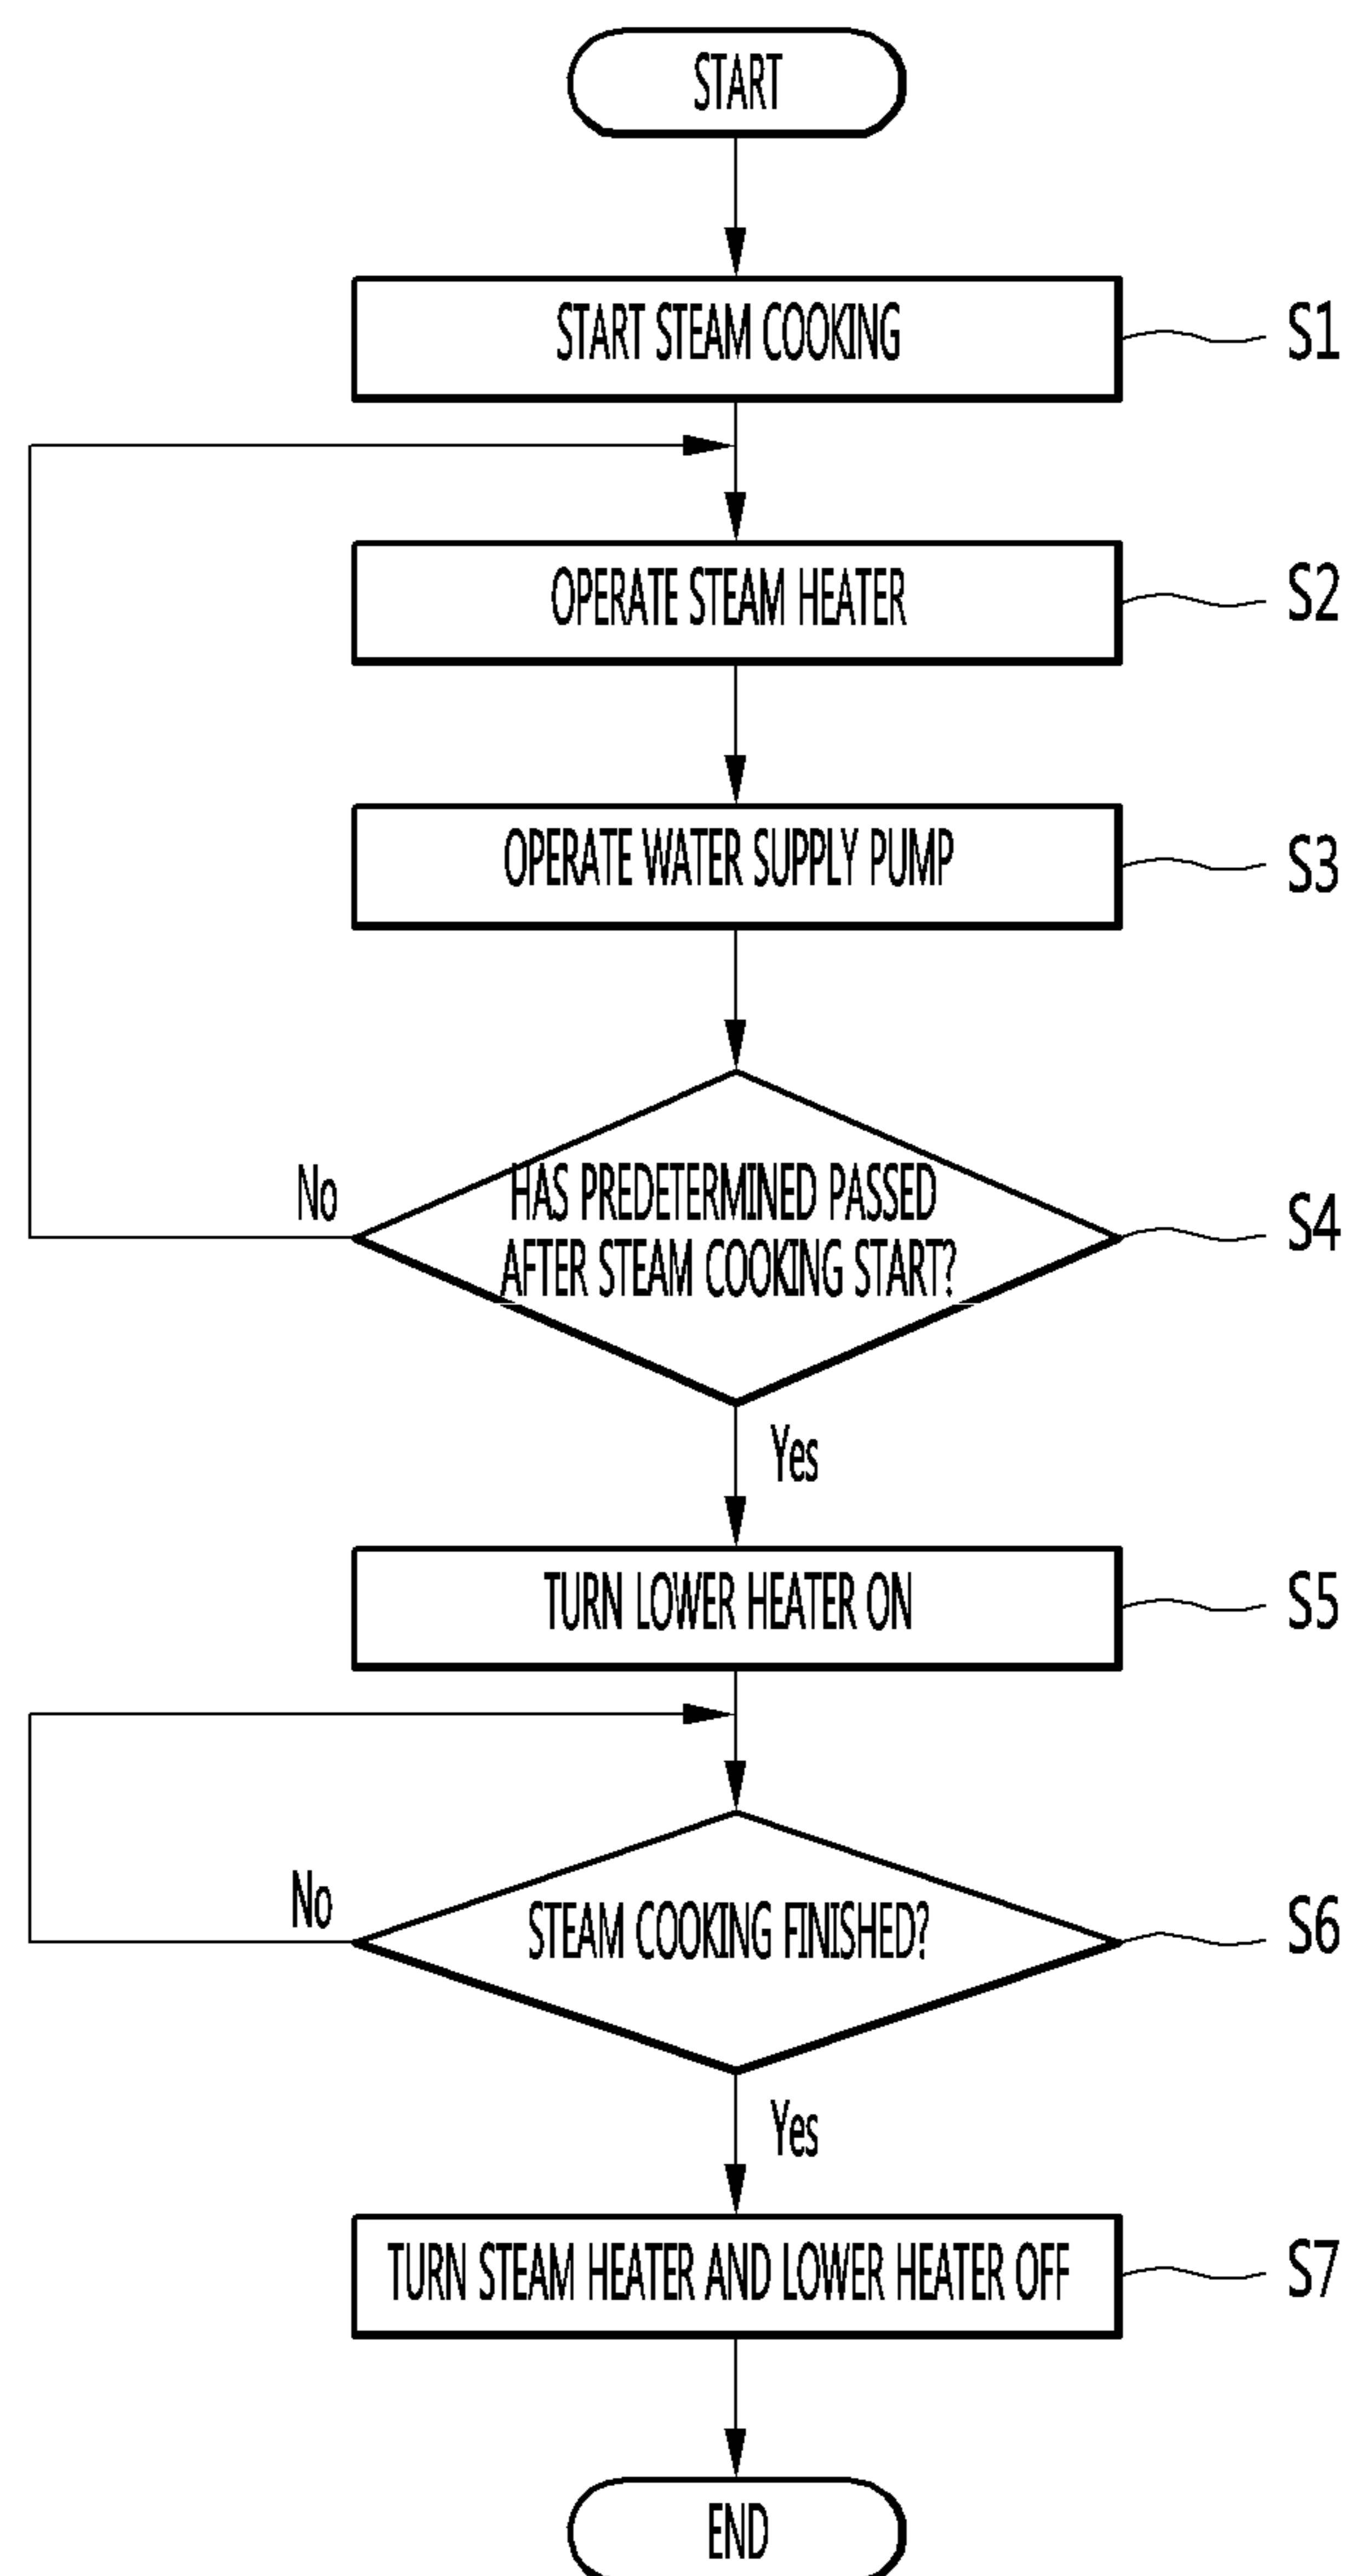 START
START STEAM COOKING
S1
OPERATE STEAM HEATER
S2
OPERATE WATER SUPPLY PUMP
S3
HAS PREDETERMINED PASSED
AFTER STEAM COOKING START?
S4
No
Yes
TURN LOWER HEATER ON
S5
STEAM COOKING FINISHED?
S6
No
Yes
TURN STEAM HEATER AND LOWER HEATER OFF
S7
END